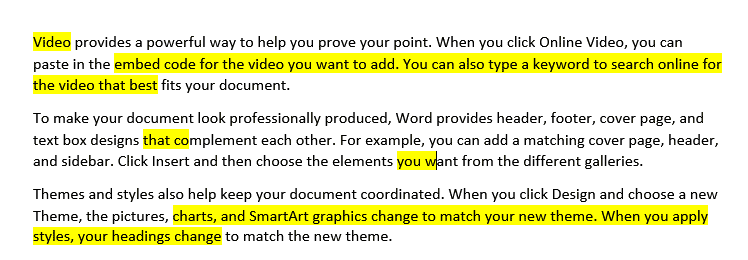 Video provides a powerful way to help you prove your point. When you click Online Video, you can
paste in the embed code for the video you want to add. You can also type a keyword to search online for
the video that best fits your document.
To make your document look professionally produced, Word provides header, footer, cover page, and
text box designs that complement each other. For example, you can add a matching cover page, header,
and sidebar. Click Insert and then choose the elements you want from the different galleries.
Themes and styles also help keep your document coordinated. When you click Design and choose a new
Theme, the pictures, charts, and SmartArt graphics change to match your new theme. When you apply
styles, your headings change to match the new theme.